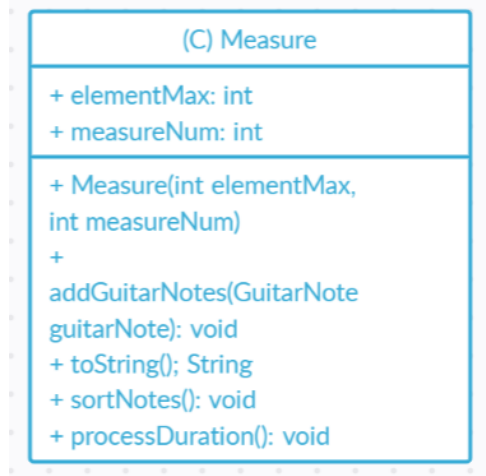 (C) Measure
+ elementMax: int
+ measureNum: int
+ Measure(int elementMax,
int measureNum)
+
addGuitarNotes(GuitarNote
guitarNote): void
+ toString(); String
+ sortNotes(): void
+ processDuration(): void